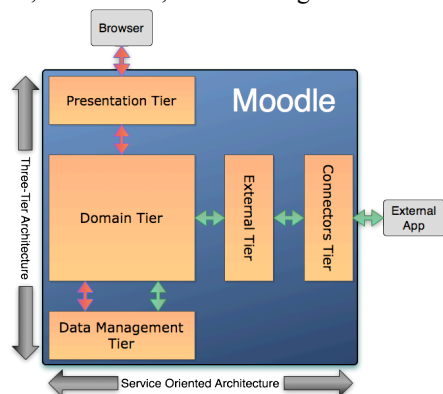 Browser
Presentation Tier
Moodle
Three-Tier Architecture
Domain Tier
External Tier
Connectors Tier
External
App
Data Management
Tier
Service Oriented Architecture